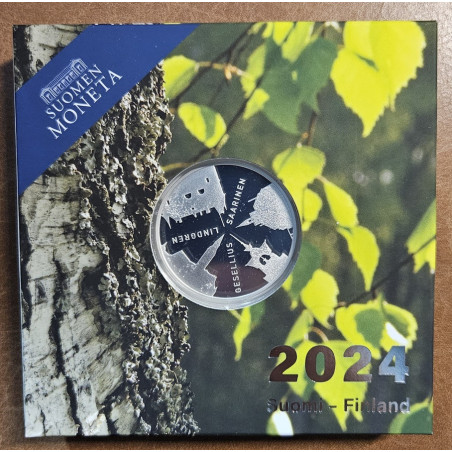 SUOMEN
MONETA
LINDGREN
GESELLIUS
SAARINEN
2024
Suomi – Finland